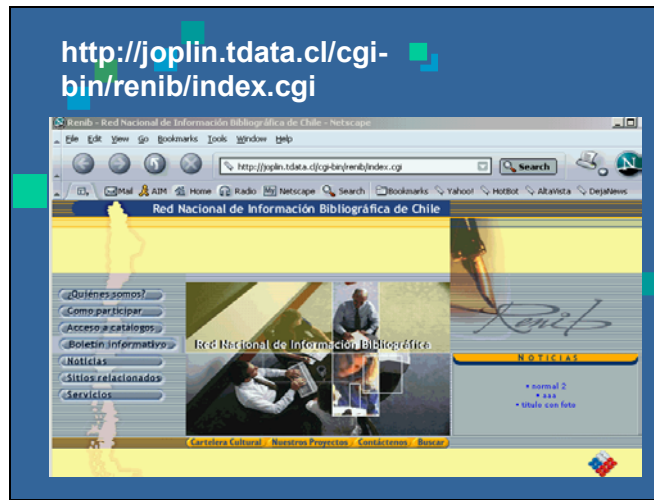 http://joplin.tdata.cl/cgi-
bin/renib/index.cgi
Renib - Red Nacional de Información Bibliográfica de Chile - Netscape
File Edit View Go Bookmarks Tools Window Help
http://joplin.tdata.cl/cgi-bin/renib/index.cgi Search N
Mail AIM Home Radio My Netscape Search Bookmarks Yahoo! HotBot AltaVista DejaNews
Red Nacional de Información Bibliográfica de Chile
¿Quiénes somos?
Como participar
Acceso a catálogos
Boletín informativo
Noticias
Sitios relacionados
Servicios
Red Nacional de Información Bibliográfica
Renib
NOTICIAS
• normal 2
• aaa
• titulo con foto
Cartelera Cultural / Nuestros Proyectos / Contáctenos / Buscar